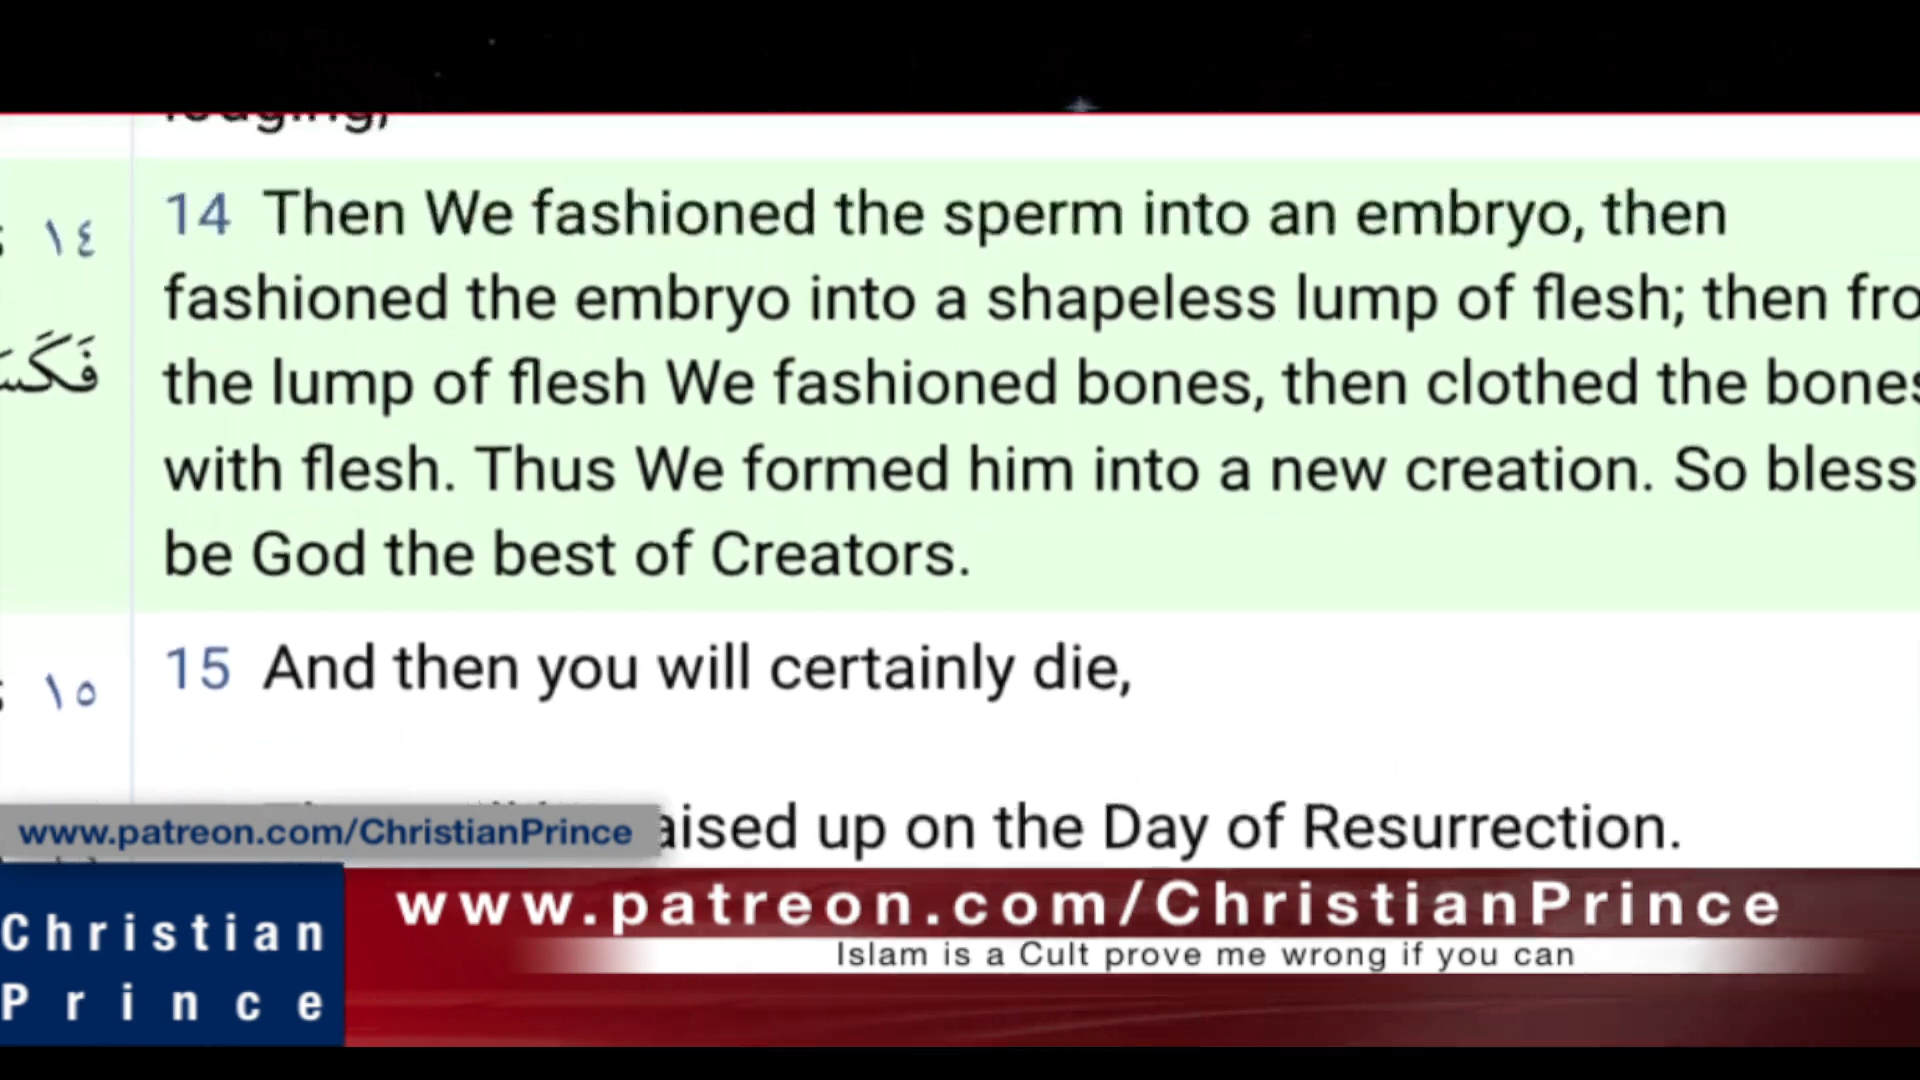 lodging,
١٤
14 Then We fashioned the sperm into an embryo, then
fashioned the embryo into a shapeless lump of flesh; then fro
the lump of flesh We fashioned bones, then clothed the bones
with flesh. Thus We formed him into a new creation. So bless
be God the best of Creators.
١٥
15 And then you will certainly die,
aised up on the Day of Resurrection.
www.patreon.com/ChristianPrince
www.patreon.com/ChristianPrince
Islam is a Cult prove me wrong if you can
Christian
Prince